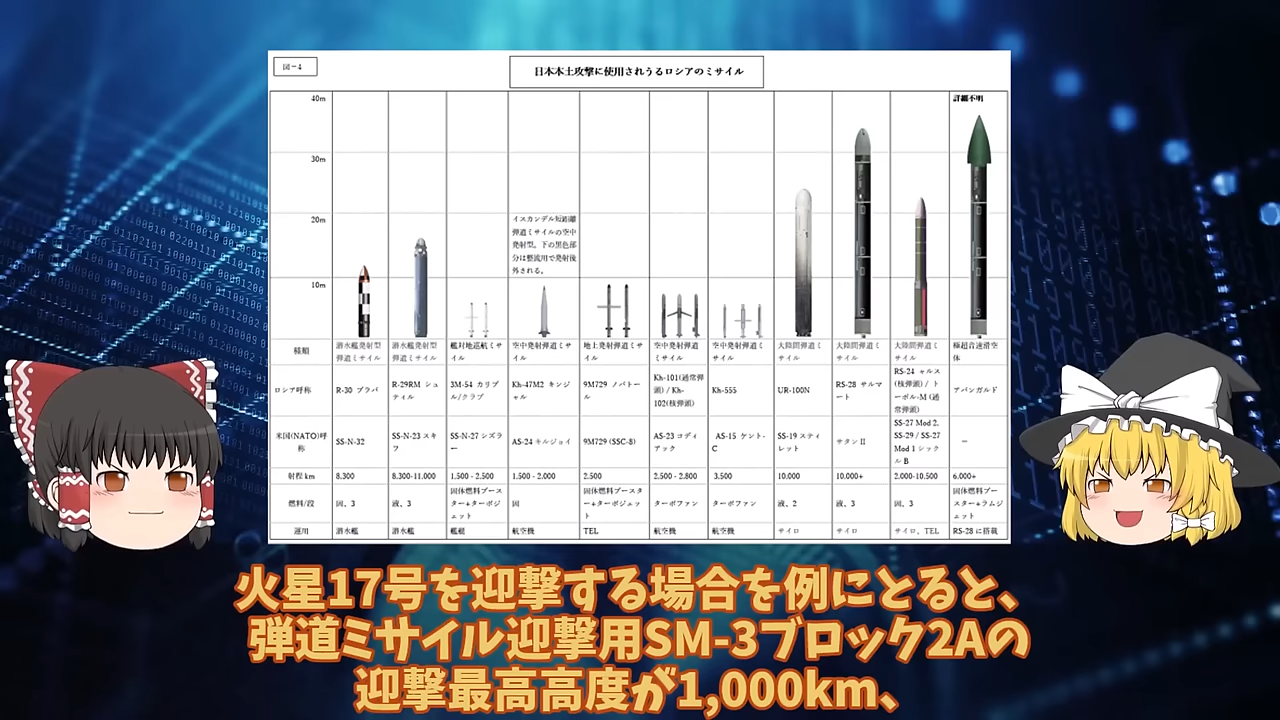 図－4
日本本土攻撃に使用されうるロシアのミサイル
40m
30m
20m
10m
詳細不明
イスカンデル短距離
弾道ミサイルの空中
発射型。下の黒色部
分は整流用で発射後
外される。
種類
潜水艦発射型
弾道ミサイル
潜水艦発射型
弾道ミサイル
艦対地巡航ミサ
イル
空中発射弾道ミ
サイル
地上発射弾道ミ
サイル
空中発射弾道
ミサイル
空中発射弾道ミ
サイル
大陸間弾道ミ
サイル
大陸間弾道ミ
サイル
大陸間弾道ミ
サイル
極超音速滑空
体
ロシア呼称
R-30 ブラバ
R-29RM シュ
テイル
3M-54 カリブ
ル/クラブ
Kh-47M2 キンジ
ャル
9M729 ノバトー
ル
Kh-101(通常弾
頭) / Kh-
102(核弾頭)
Kh-555
UR-100N
RS-28 サルマ
ート
RS-24 ヤルス
(核弾頭) / ト
ーポル-M (通
常弾頭)
アバンガルド
米国(NATO)呼
称
SS-N-32
SS-N-23 スキ
フ
SS-N-27 シズラ
ー
AS-24 キルジョイ
9M729 (SSC-8)
AS-23 コディ
アック
AS-15 ケント-
C
SS-19 スティ
レット
サタンⅡ
SS-27 Mod 2,
SS-29 / SS-27
Mod 1 シック
ル B
－
射程 km
8.300
8.300-11.000
1.500 - 2.500
1.500 - 2.000
2.500
2.500 - 2.800
3.500
10.000
10.000+
2.000-10.500
6.000+
燃料/段
固、3
液、3
固体燃料ブース
ター+ターボジ
ェット
固
固体燃料ブースタ
ー+ターボジェッ
ト
ターボファン
ターボファン
液、2
液、3
固、3
固体燃料ブー
スター+ラムジ
ェット
運用
潜水艦
潜水艦
艦艇
航空機
TEL
航空機
航空機
サイロ
サイロ
サイロ，TEL
RS-28 に搭載
火星17号を迎撃する場合を例にとると、
弾道ミサイル迎撃用SM-3ブロック2Aの
迎撃最高高度が1,000km、